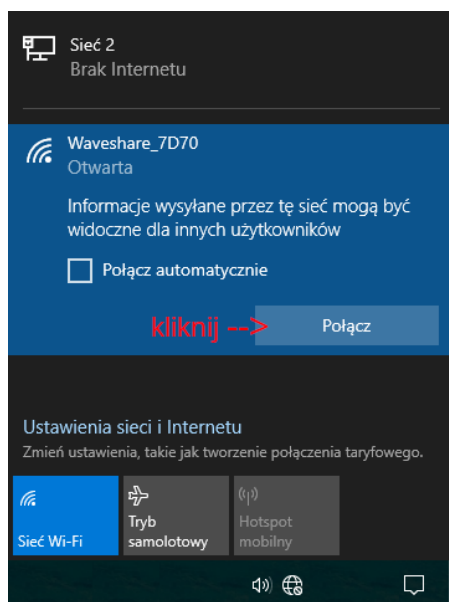 Sieć 2
Brak Internetu
Waveshare_7D70
Otwarta
Informacje wysyłane przez tę sieć mogą być
widoczne dla innych użytkowników
Połącz automatycznie
kliknij --> Połącz
Ustawienia sieci i Internetu
Zmień ustawienia, takie jak tworzenie połączenia taryfowego.
Sieć Wi-Fi
Tryb
samolotowy
Hotspot
mobilny